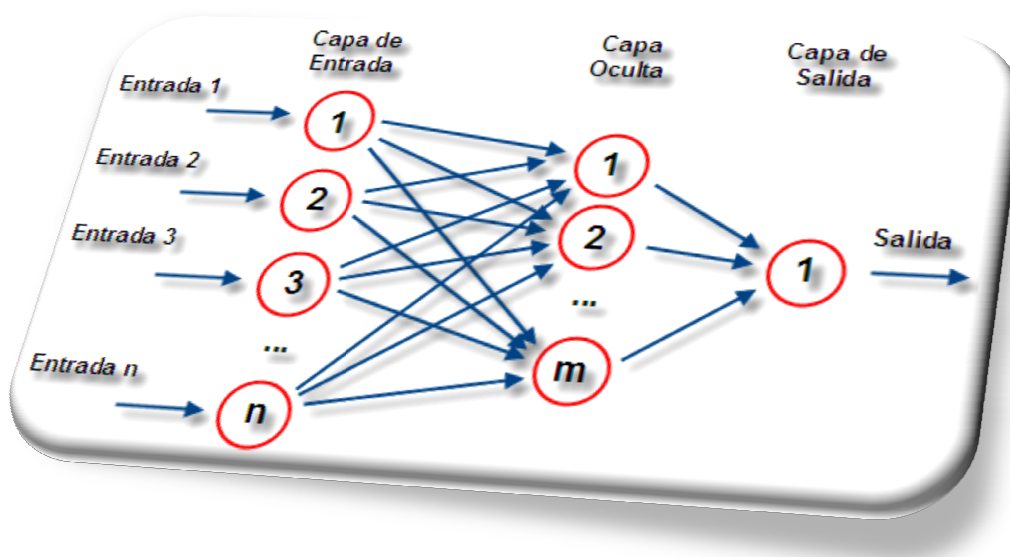 Capa de
Entrada
Capa
Oculta
Capa de
Salida
Entrada 1
1
Entrada 2
2
Entrada 3
3
...
Entrada n
n
1
2
...
m
1
Salida